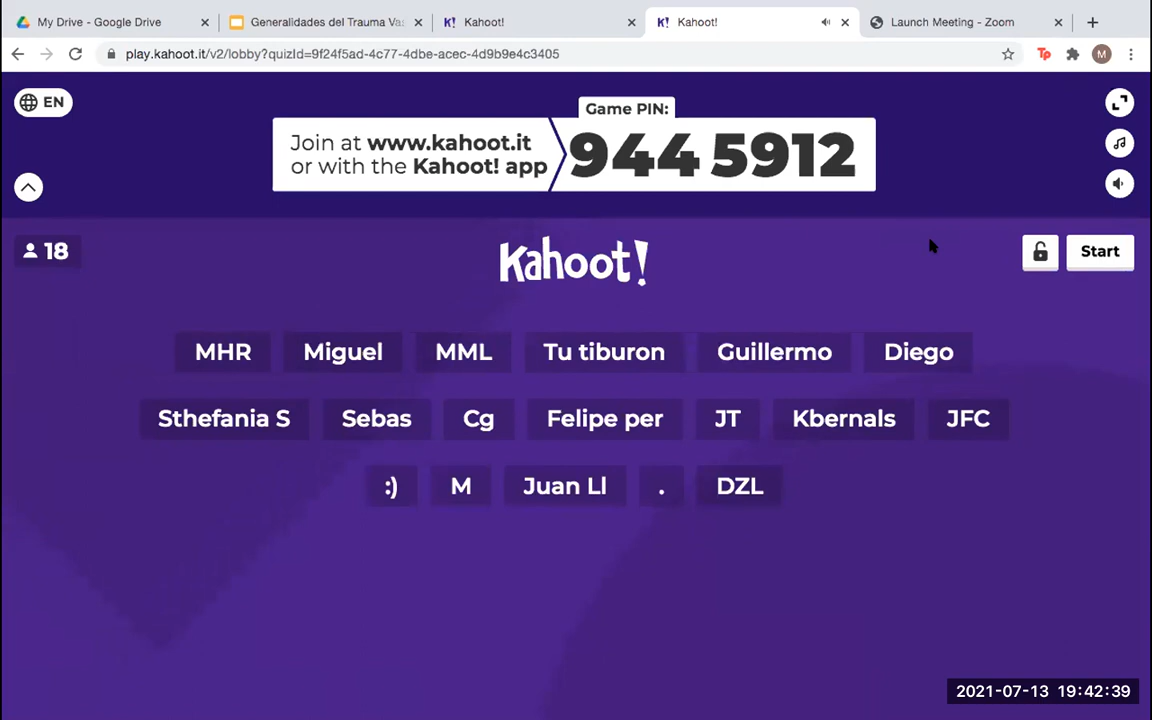 My Drive - Google Drive
Generalidades del Trauma Va
Kahoot!
Kahoot!
Launch Meeting - Zoom
play.kahoot.it/v2/lobby?quizId=9f24f5ad-4c77-4dbe-acec-4d9b9e4c3405
Tp
M
EN
Game PIN:
Join at www.kahoot.it
or with the Kahoot! app
944 5912
18
Kahoot!
Start
MHR Miguel MML Tu tiburon Guillermo Diego
Sthefania S Sebas Cg Felipe per JT Kbernals JFC
:) M Juan Ll . DZL
2021-07-13 19:42:39